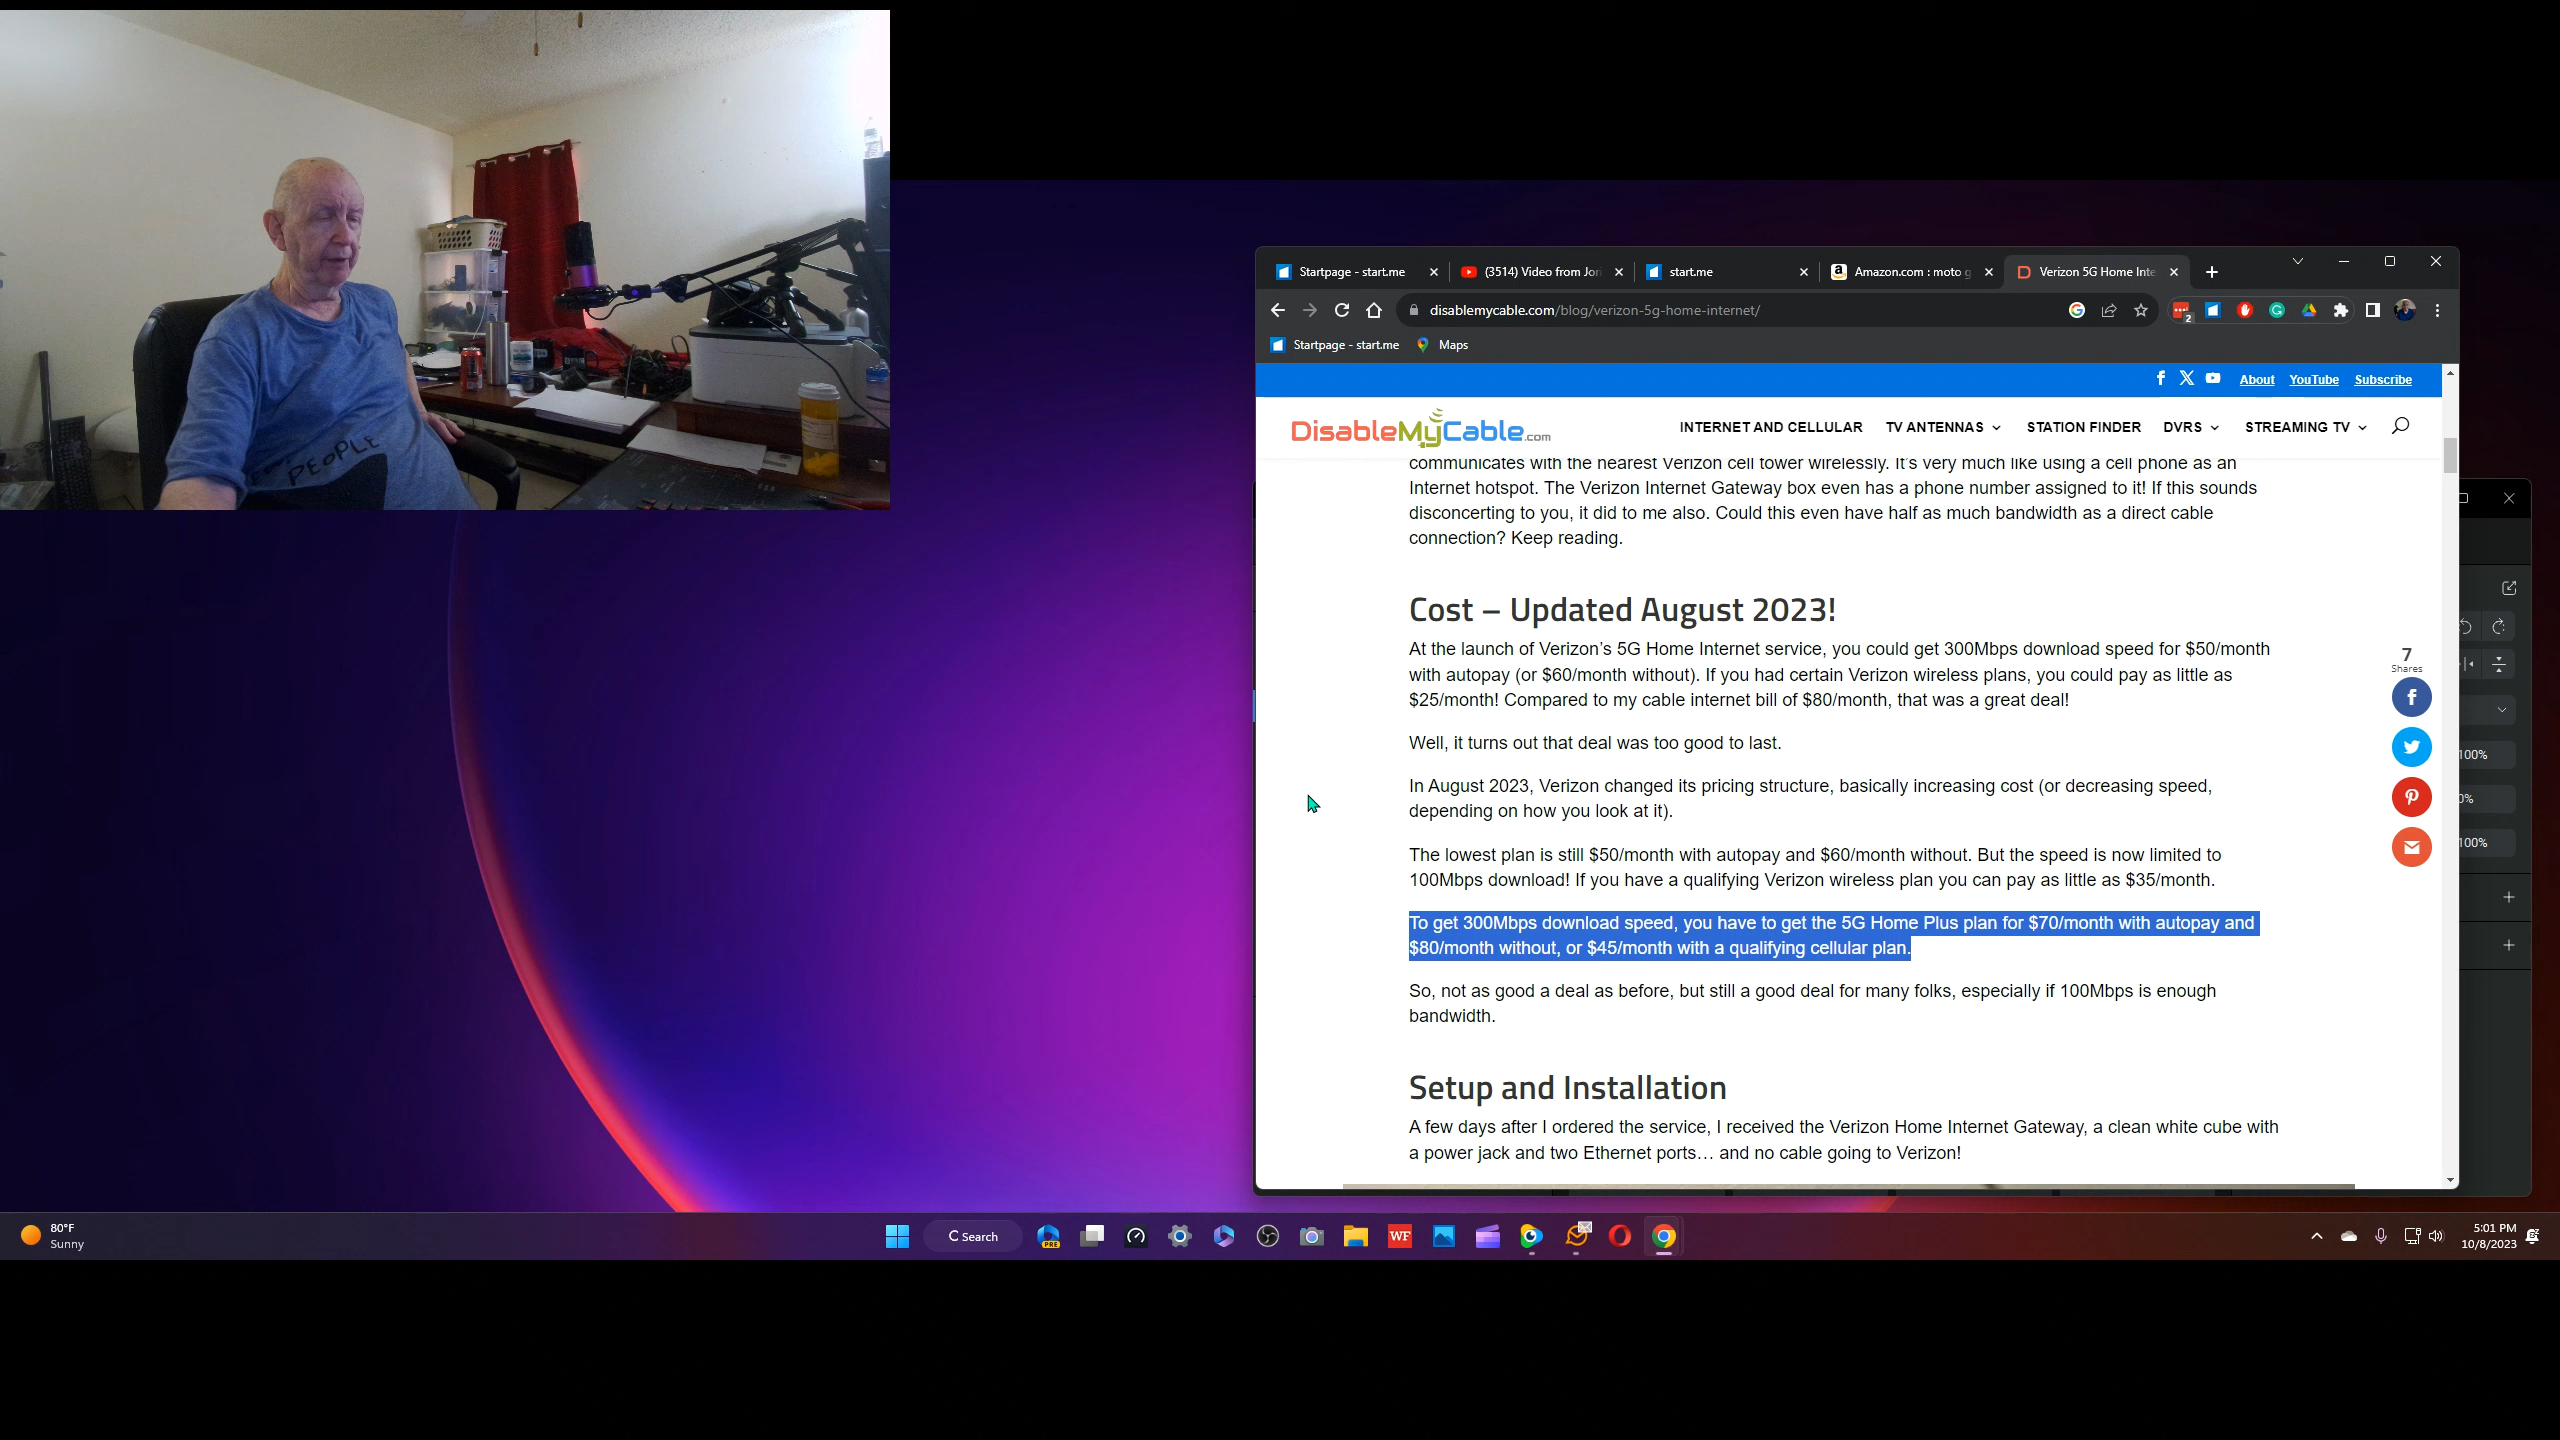 PEOPLE
Startpage - start.me
(3514) Video from Jor
start.me
Amazon.com : moto g
Verizon 5G Home Inte
disablemycable.com/blog/verizon-5g-home-internet/
2
Startpage - start.me
Maps
About YouTube Subscribe
DisableMyCable.com
INTERNET AND CELLULAR TV ANTENNAS STATION FINDER DVRS STREAMING TV
communicates with the nearest Verizon cell tower wirelessly. It's very much like using a cell phone as an
Internet hotspot. The Verizon Internet Gateway box even has a phone number assigned to it! If this sounds
disconcerting to you, it did to me also. Could this even have half as much bandwidth as a direct cable
connection? Keep reading.
Cost – Updated August 2023!
At the launch of Verizon's 5G Home Internet service, you could get 300Mbps download speed for $50/month
with autopay (or $60/month without). If you had certain Verizon wireless plans, you could pay as little as
$25/month! Compared to my cable internet bill of $80/month, that was a great deal!
Well, it turns out that deal was too good to last.
In August 2023, Verizon changed its pricing structure, basically increasing cost (or decreasing speed,
depending on how you look at it).
The lowest plan is still $50/month with autopay and $60/month without. But the speed is now limited to
100Mbps download! If you have a qualifying Verizon wireless plan you can pay as little as $35/month.
To get 300Mbps download speed, you have to get the 5G Home Plus plan for $70/month with autopay and
$80/month without, or $45/month with a qualifying cellular plan.
So, not as good a deal as before, but still a good deal for many folks, especially if 100Mbps is enough
bandwidth.
Setup and Installation
A few days after I ordered the service, I received the Verizon Home Internet Gateway, a clean white cube with
a power jack and two Ethernet ports… and no cable going to Verizon!
7
Shares
100%
0%
100%
80°F
Sunny
Search
PRE
WF
5:01 PM
10/8/2023